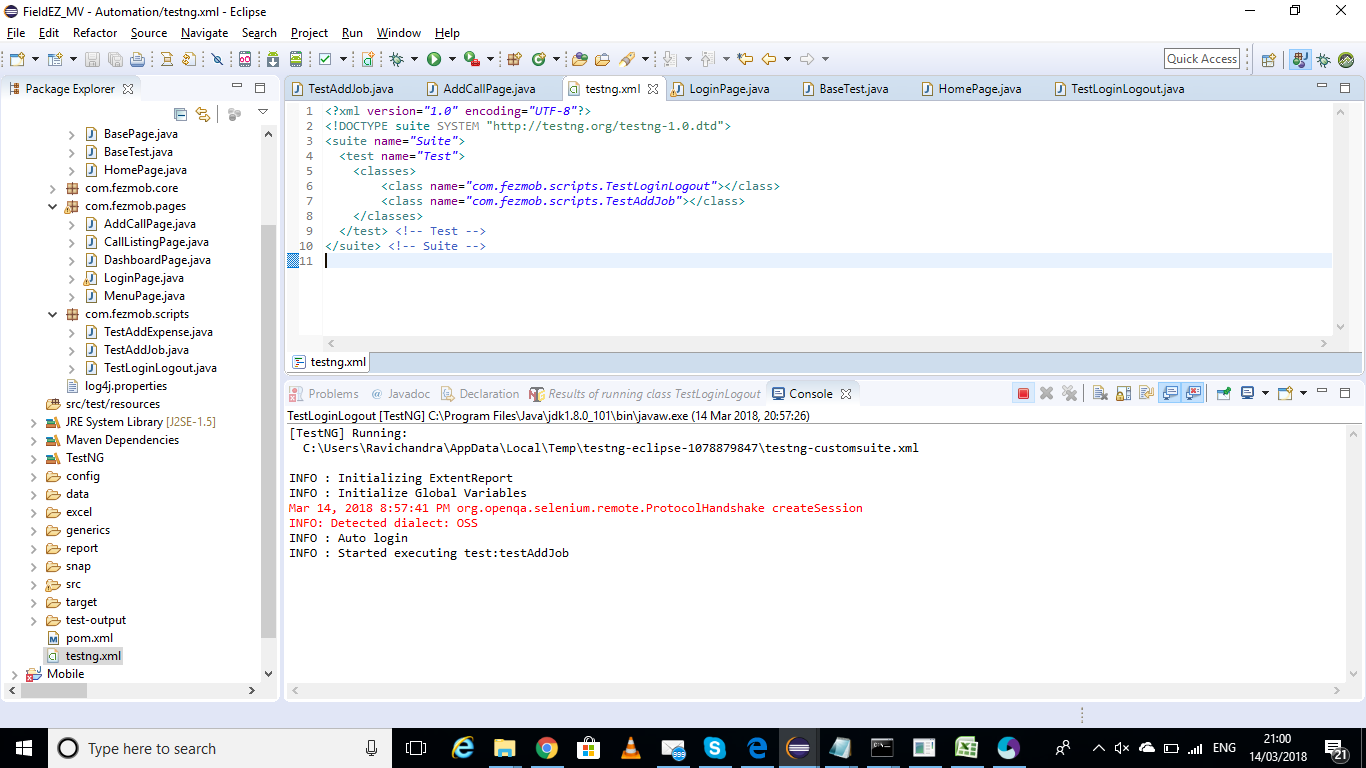 FieldEZ_MV - Automation/testng.xml - Eclipse
File Edit Refactor Source Navigate Search Project Run Window Help
Quick Access
Package Explorer
TestAddJob.java AddCallPage.java testng.xml LoginPage.java BaseTest.java HomePage.java TestLoginLogout.java
BasePage.java
BaseTest.java
HomePage.java
com.fezmob.core
com.fezmob.pages
AddCallPage.java
CallListingPage.java
DashboardPage.java
LoginPage.java
MenuPage.java
com.fezmob.scripts
TestAddExpense.java
TestAddJob.java
TestLoginLogout.java
log4j.properties
src/test/resources
JRE System Library [J2SE-1.5]
Maven Dependencies
TestNG
config
data
excel
generics
report
snap
src
target
test-output
pom.xml
testng.xml
Mobile
1 <?xml version="1.0" encoding="UTF-8"?>
2 <!DOCTYPE suite SYSTEM "http://testng.org/testng-1.0.dtd">
3 <suite name="Suite">
4 <test name="Test">
5 <classes>
6 <class name="com.fezmob.scripts.TestLoginLogout"></class>
7 <class name="com.fezmob.scripts.TestAddJob"></class>
8 </classes>
9 </test> <!-- Test -->
10 </suite> <!-- Suite -->
11
testng.xml
Problems @ Javadoc Declaration Results of running class TestLoginLogout Console
TestLoginLogout [TestNG] C:\Program Files\Java\jdk1.8.0_101\bin\javaw.exe (14 Mar 2018, 20:57:26)
[TestNG] Running:
C:\Users\Ravichandra\AppData\Local\Temp\testng-eclipse-1078879847\testng-customsuite.xml
INFO : Initializing ExtentReport
INFO : Initialize Global Variables
Mar 14, 2018 8:57:41 PM org.openqa.selenium.remote.ProtocolHandshake createSession
INFO: Detected dialect: OSS
INFO : Auto login
INFO : Started executing test:testAddJob
Type here to search
ENG
21:00
14/03/2018
21